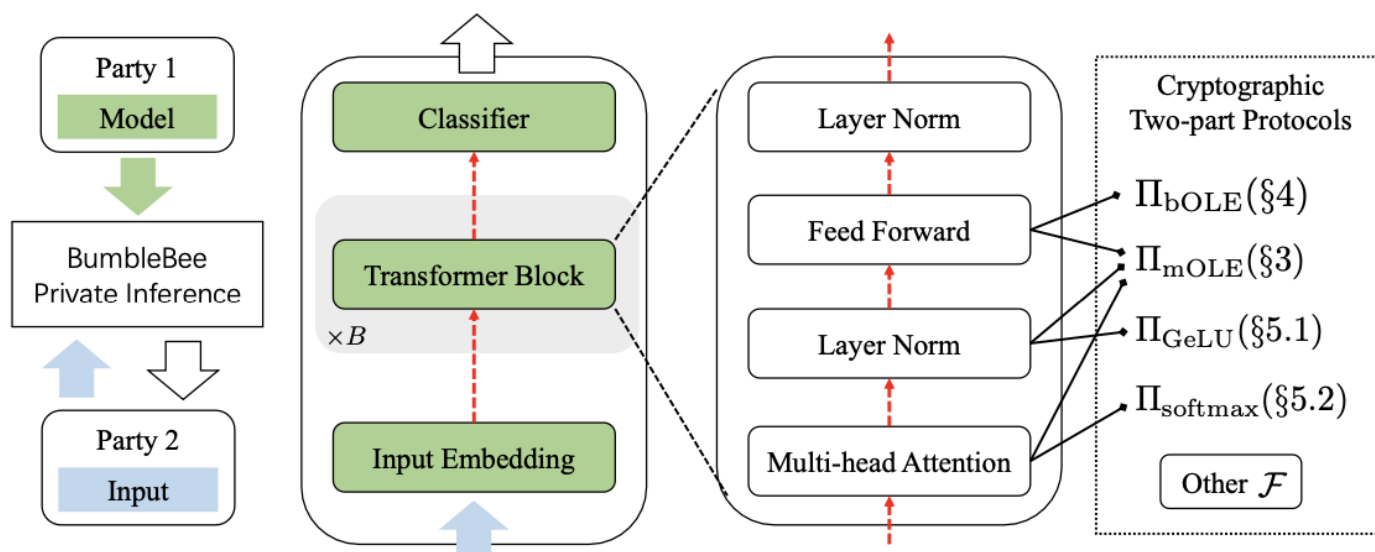 Party 1
Model
BumbleBee
Private Inference
Party 2
Input
Classifier
Transformer Block
×B
Input Embedding
Layer Norm
Feed Forward
Layer Norm
Multi-head Attention
Cryptographic
Two-part Protocols
Π_bOLE(§4)
Π_mOLE(§3)
Π_GeLU(§5.1)
Π_softmax(§5.2)
Other ℱ